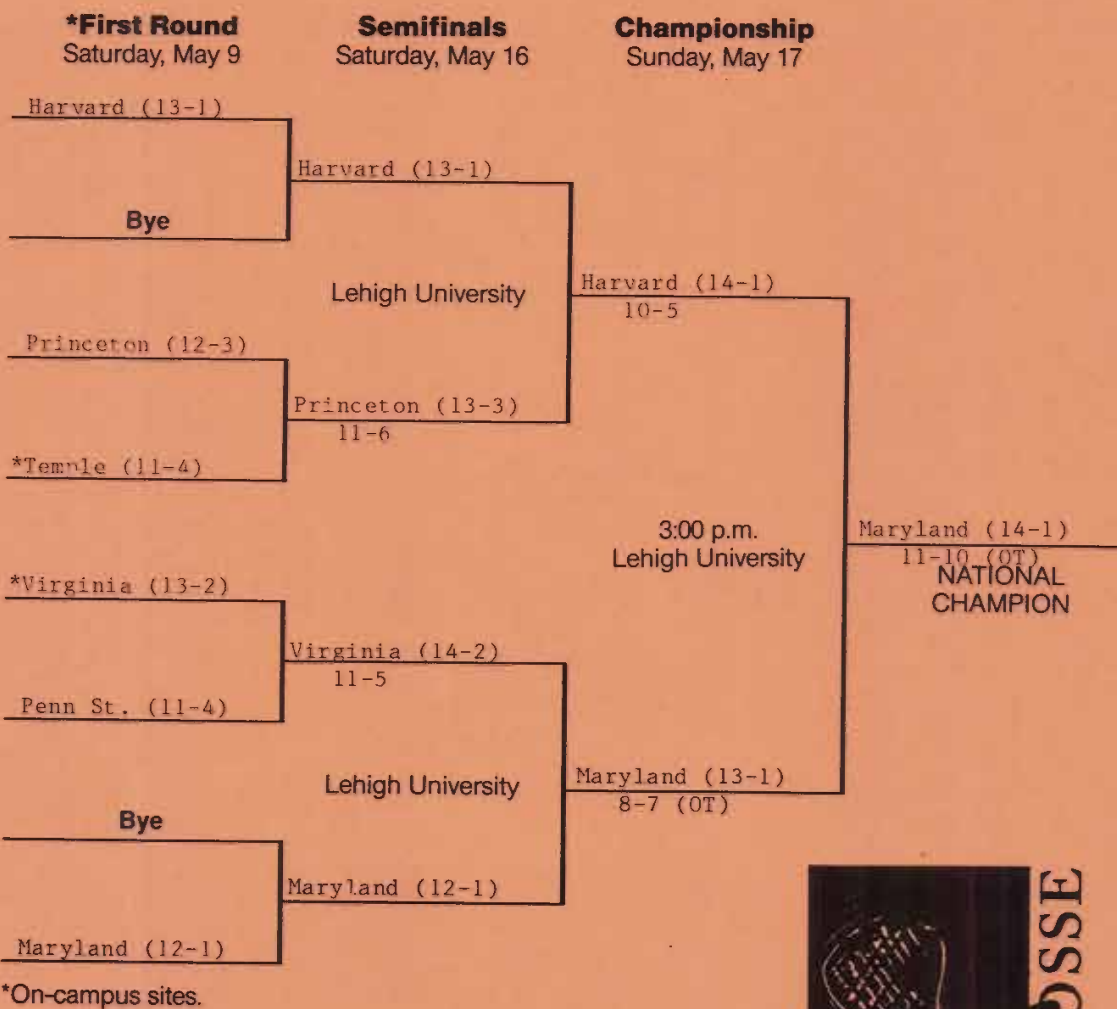 *First Round
Saturday, May 9
Semifinals
Saturday, May 16
Championship
Sunday, May 17
Harvard (13-1)
Bye
Harvard (13-1)
Lehigh University
Princeton (12-3)
*Temple (11-4)
Princeton (13-3)
11-6
Harvard (14-1)
10-5
3:00 p.m.
Lehigh University
Maryland (14-1)
11-10 (OT)
NATIONAL
CHAMPION
*Virginia (13-2)
Penn St. (11-4)
Virginia (14-2)
11-5
Lehigh University
Maryland (13-1)
8-7 (OT)
Bye
Maryland (12-1)
Maryland (12-1)
*On-campus sites.
OSSE